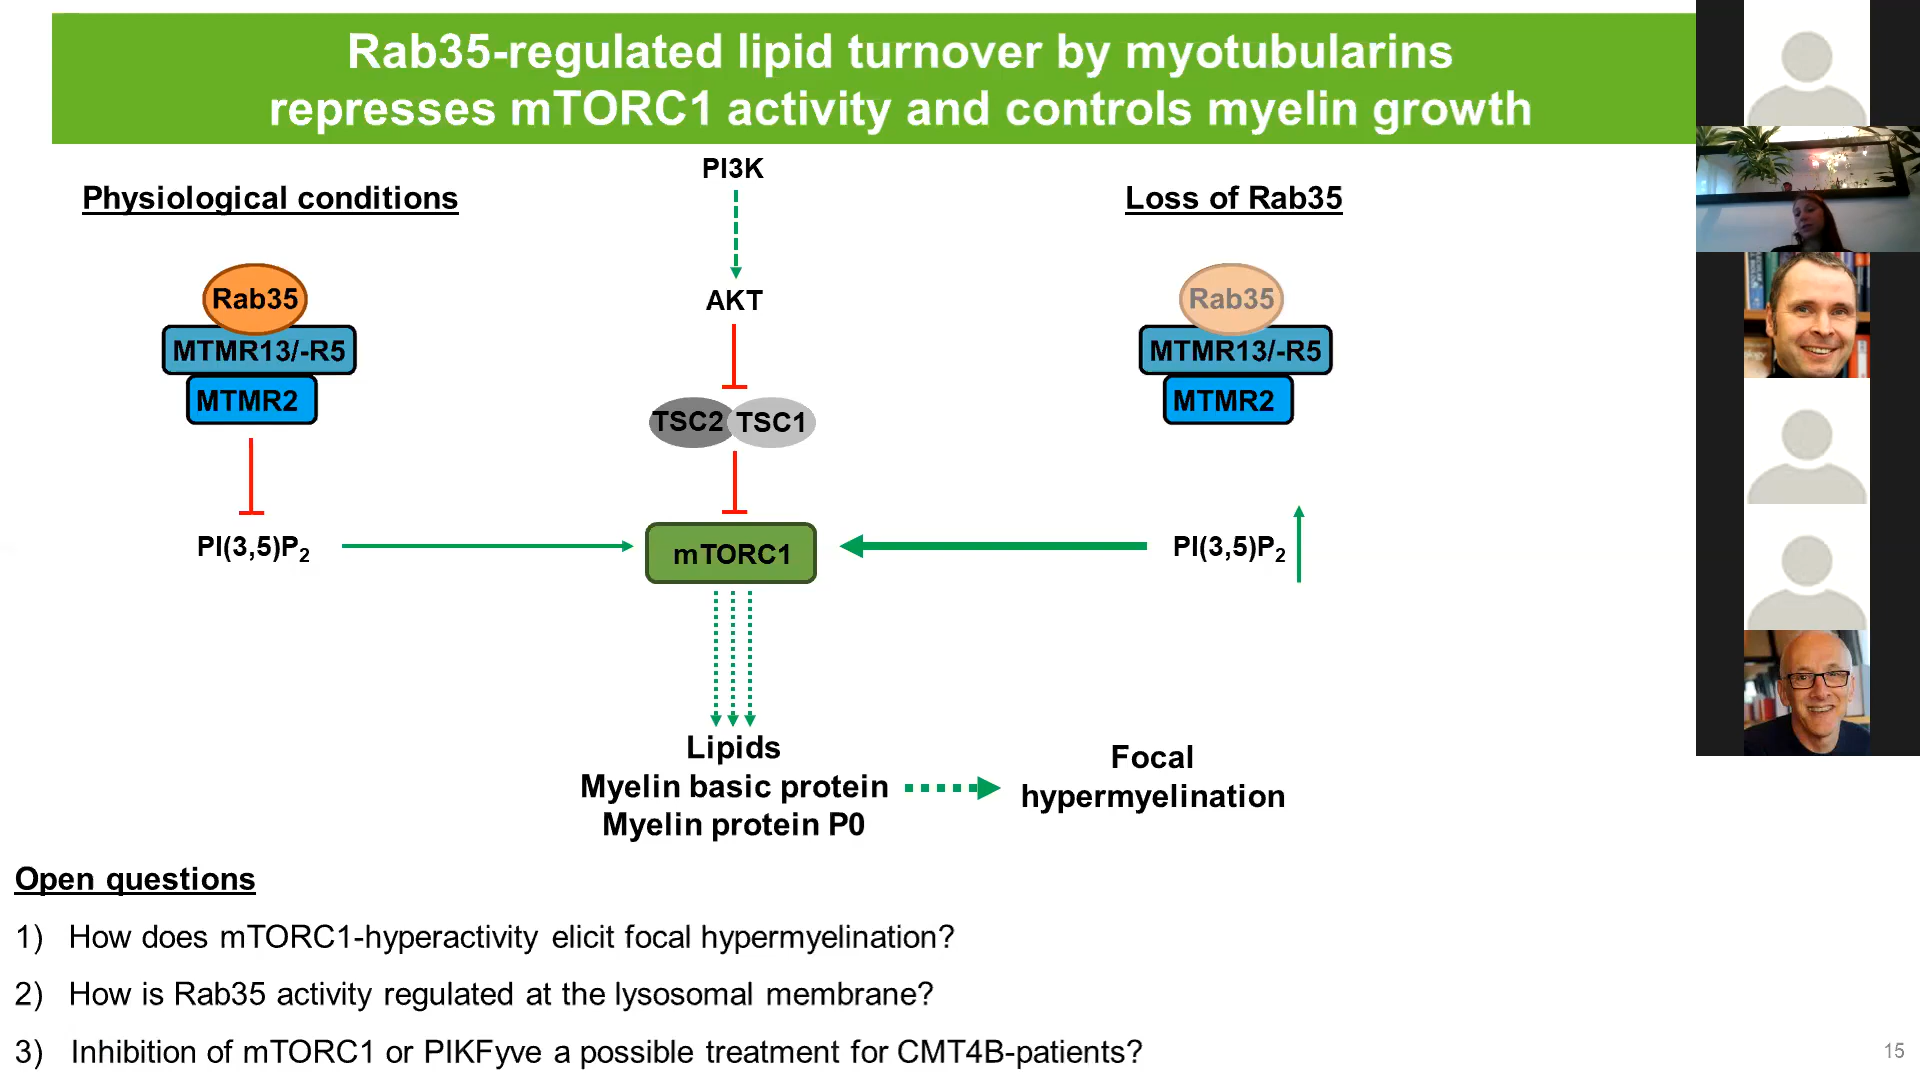 Rab35-regulated lipid turnover by myotubularins
represses mTORC1 activity and controls myelin growth
PI3K
Physiological conditions
Loss of Rab35
Rab35
AKT
Rab35
MTMR13/-R5
MTMR13/-R5
MTMR2
MTMR2
TSC2 TSC1
PI(3,5)P₂
mTORC1
PI(3,5)P₂
Lipids
Myelin basic protein
Myelin protein P0
Focal
hypermyelination
Open questions
1) How does mTORC1-hyperactivity elicit focal hypermyelination?
2) How is Rab35 activity regulated at the lysosomal membrane?
3) Inhibition of mTORC1 or PIKFyve a possible treatment for CMT4B-patients?
15